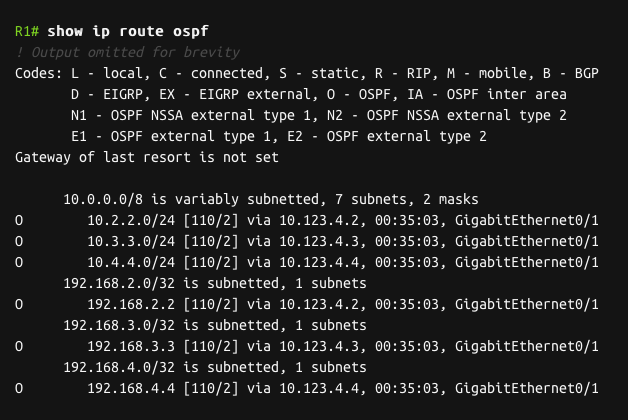 R1# show ip route ospf
! Output omitted for brevity
Codes: L - local, C - connected, S - static, R - RIP, M - mobile, B - BGP
D - EIGRP, EX - EIGRP external, O - OSPF, IA - OSPF inter area
N1 - OSPF NSSA external type 1, N2 - OSPF NSSA external type 2
E1 - OSPF external type 1, E2 - OSPF external type 2
Gateway of last resort is not set
10.0.0.0/8 is variably subnetted, 7 subnets, 2 masks
O 10.2.2.0/24 [110/2] via 10.123.4.2, 00:35:03, GigabitEthernet0/1
O 10.3.3.0/24 [110/2] via 10.123.4.3, 00:35:03, GigabitEthernet0/1
O 10.4.4.0/24 [110/2] via 10.123.4.4, 00:35:03, GigabitEthernet0/1
192.168.2.0/32 is subnetted, 1 subnets
O 192.168.2.2 [110/2] via 10.123.4.2, 00:35:03, GigabitEthernet0/1
192.168.3.0/32 is subnetted, 1 subnets
O 192.168.3.3 [110/2] via 10.123.4.3, 00:35:03, GigabitEthernet0/1
192.168.4.0/32 is subnetted, 1 subnets
O 192.168.4.4 [110/2] via 10.123.4.4, 00:35:03, GigabitEthernet0/1